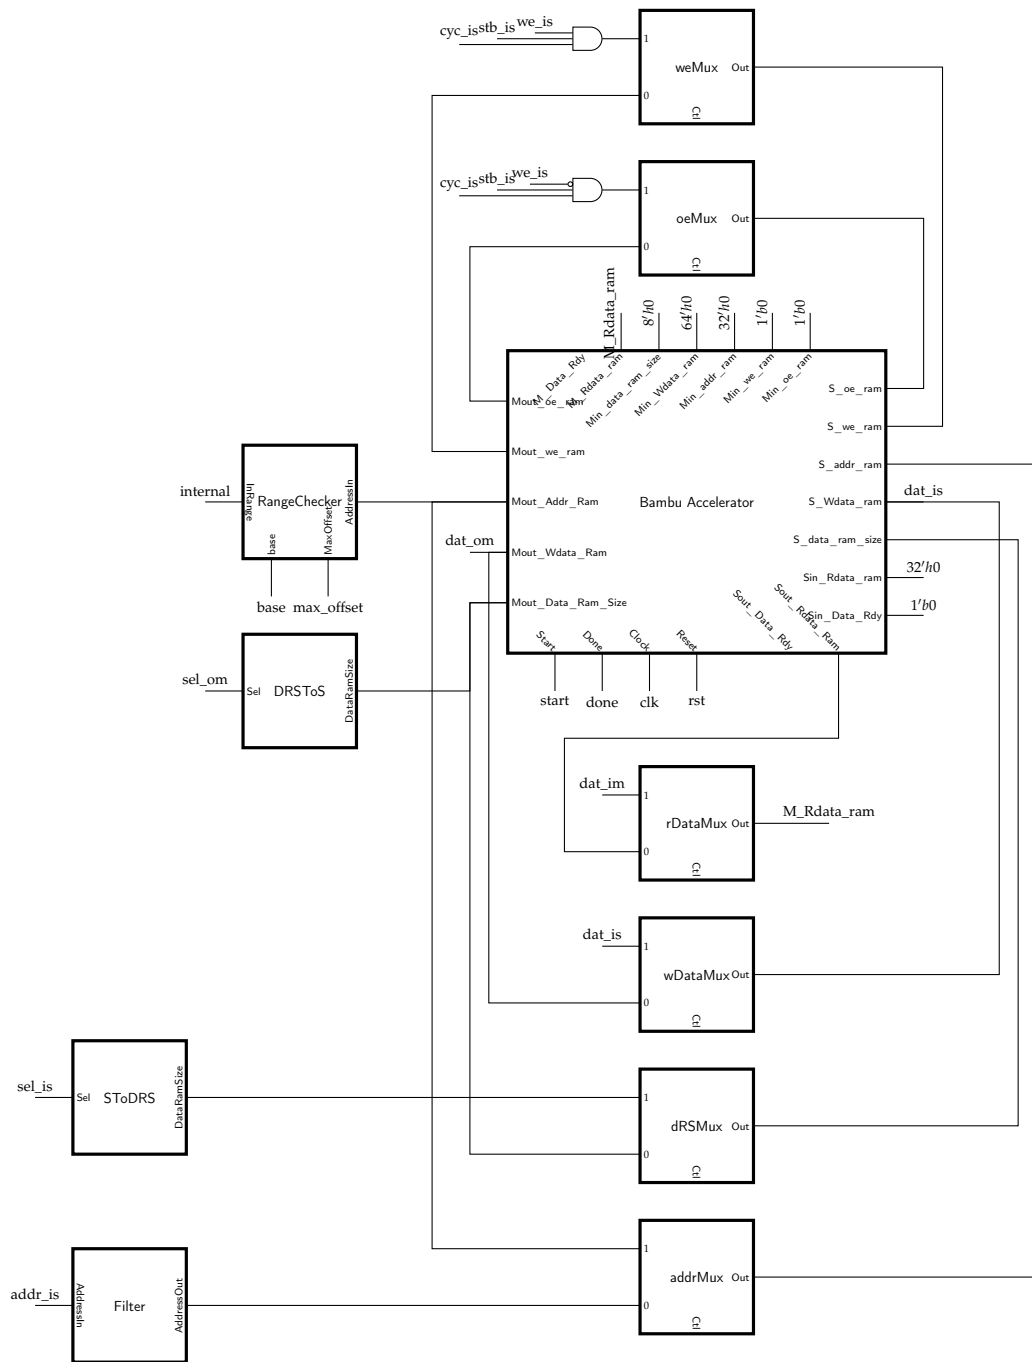 cyc_is stb_is we_is
1
weMux
Out
0
Ctl
cyc_is stb_is we_is
1
oeMux
Out
0
Ctl
M_Rdata_ram
8'h0
64'h0
32'h0
1'b0
1'b0
M_Data_Rdy
M_Rdata_ram
Min_data_ram_size
Min_Wdata_ram
Min_addr_ram
Min_we_ram
Min_oe_ram
Mout_oe_ram
Mout_we_ram
Mout_Addr_Ram
Mout_Wdata_Ram
Mout_Data_Ram_Size
Bambu Accelerator
S_oe_ram
S_we_ram
S_addr_ram
S_Wdata_ram
S_data_ram_size
Sin_Rdata_ram
Sin_Data_Rdy
dat_is
32'h0
1'b0
Start
Done
Clock
Reset
Sout_Data_Rdy
Sout_Rdata_Ram
start
done
clk
rst
internal
InRange
RangeChecker
AddressIn
base
MaxOffset
base
max_offset
dat_om
sel_om
Sel
DRSToS
DataRamSize
dat_im
1
rDataMux
Out
0
Ctl
M_Rdata_ram
dat_is
1
wDataMux
Out
0
Ctl
sel_is
Sel
SToDRS
DataRamSize
1
dRSMux
Out
0
Ctl
addr_is
AddressIn
Filter
AddressOut
1
addrMux
Out
0
Ctl